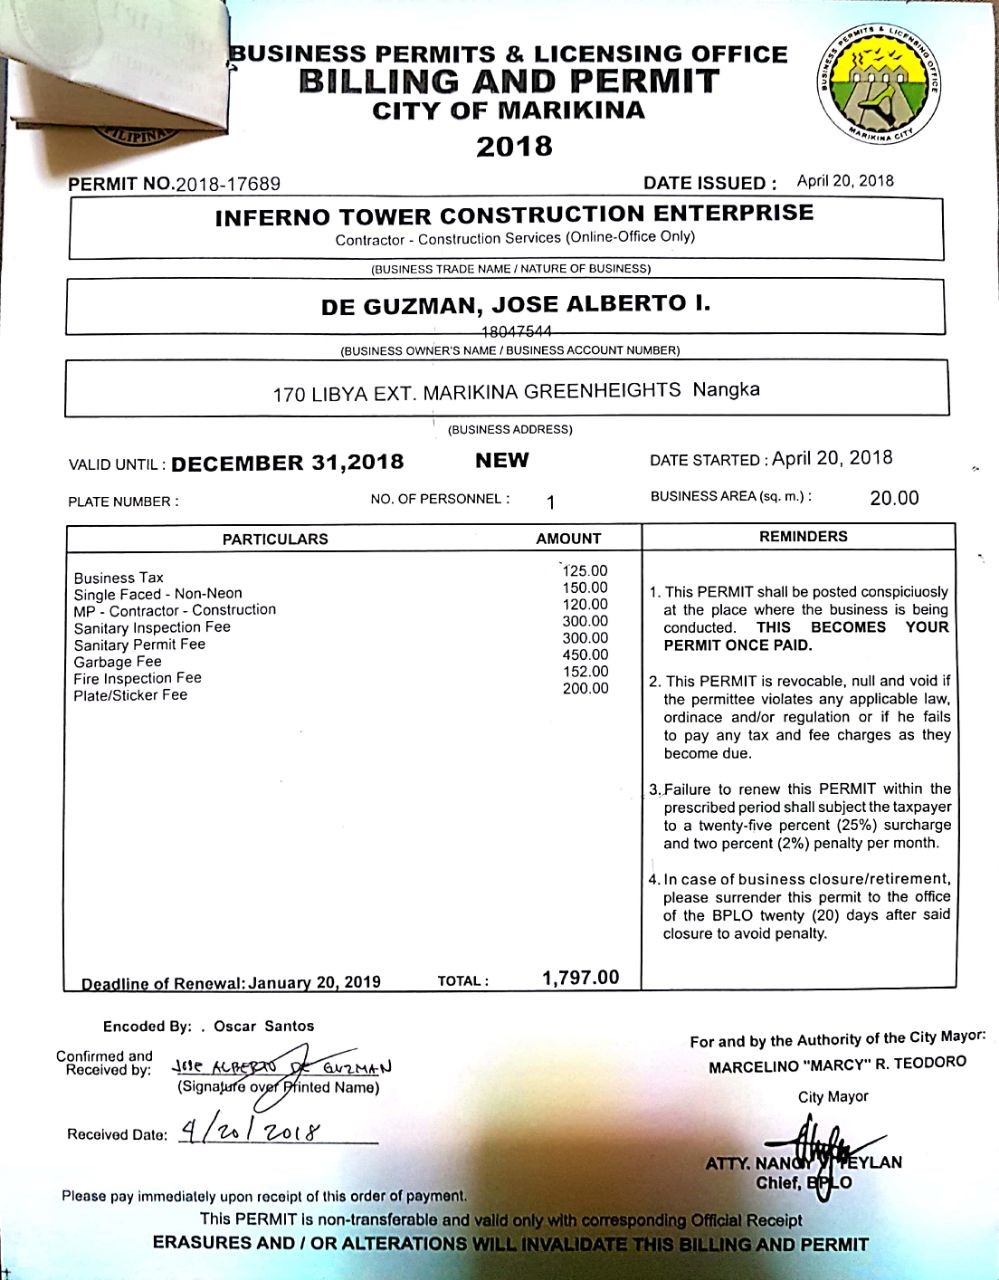 BUSINESS PERMITS & LICENSING OFFICE
BILLING AND PERMIT
CITY OF MARIKINA
2018
BUSINESS PERMITS & LICENSING OFFICE
MARIKINA CITY
PILIPINAS
PERMIT NO.2018-17689
DATE ISSUED : April 20, 2018
INFERNO TOWER CONSTRUCTION ENTERPRISE
Contractor - Construction Services (Online-Office Only)
(BUSINESS TRADE NAME / NATURE OF BUSINESS)
DE GUZMAN, JOSE ALBERTO I.
18047544
(BUSINESS OWNER'S NAME / BUSINESS ACCOUNT NUMBER)
170 LIBYA EXT. MARIKINA GREENHEIGHTS Nangka
(BUSINESS ADDRESS)
VALID UNTIL : DECEMBER 31,2018 NEW DATE STARTED : April 20, 2018
PLATE NUMBER : NO. OF PERSONNEL : 1 BUSINESS AREA (sq. m.) : 20.00
PARTICULARS AMOUNT
Business Tax 125.00
Single Faced - Non-Neon 150.00
MP - Contractor - Construction 120.00
Sanitary Inspection Fee 300.00
Sanitary Permit Fee 300.00
Garbage Fee 450.00
Fire Inspection Fee 152.00
Plate/Sticker Fee 200.00
Deadline of Renewal: January 20, 2019 TOTAL : 1,797.00
REMINDERS
1. This PERMIT shall be posted conspiciuosly
at the place where the business is being
conducted. THIS BECOMES YOUR
PERMIT ONCE PAID.
2. This PERMIT is revocable, null and void if
the permittee violates any applicable law,
ordinace and/or regulation or if he fails
to pay any tax and fee charges as they
become due.
3. Failure to renew this PERMIT within the
prescribed period shall subject the taxpayer
to a twenty-five percent (25%) surcharge
and two percent (2%) penalty per month.
4. In case of business closure/retirement,
please surrender this permit to the office
of the BPLO twenty (20) days after said
closure to avoid penalty.
Encoded By: . Oscar Santos
Confirmed and
Received by: JOSE ALBERTO DE GUZMAN
(Signature over Printed Name)
Received Date: 4/20/2018
For and by the Authority of the City Mayor:
MARCELINO "MARCY" R. TEODORO
City Mayor
ATTY. NANCY TEYLAN
Chief, BPLO
Please pay immediately upon receipt of this order of payment.
This PERMIT is non-transferable and valid only with corresponding Official Receipt
ERASURES AND / OR ALTERATIONS WILL INVALIDATE THIS BILLING AND PERMIT